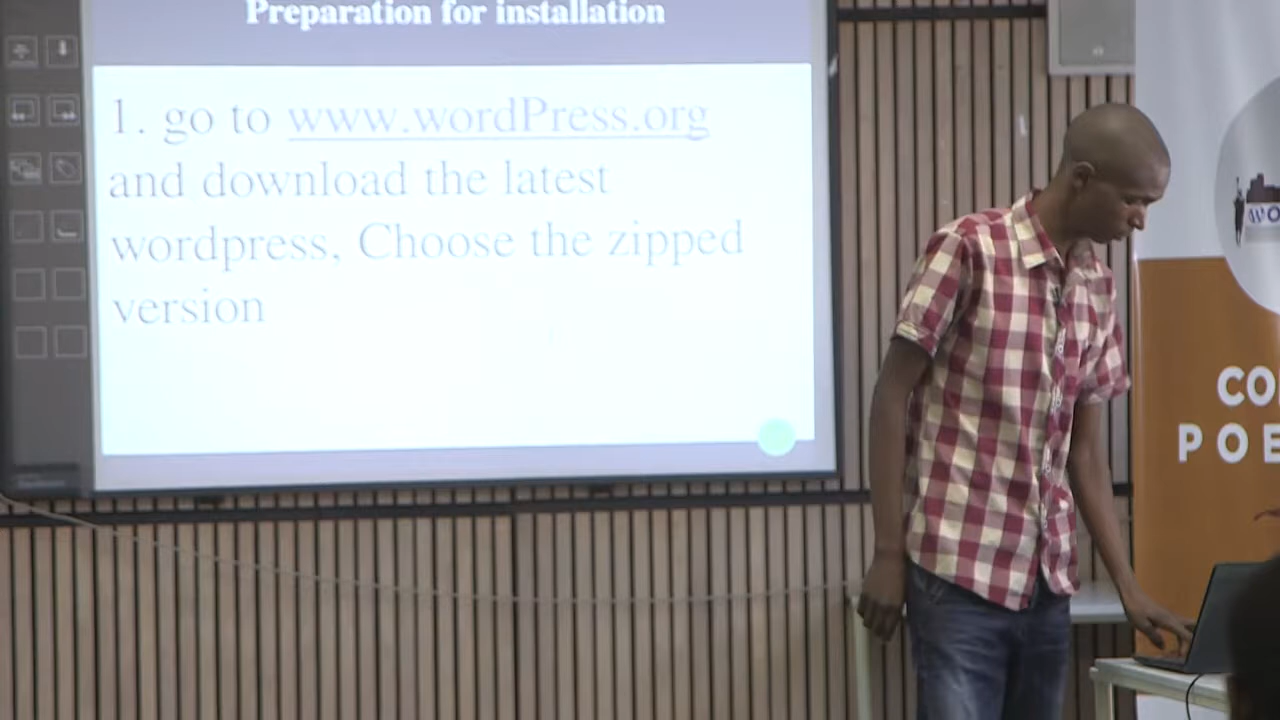 Preparation for installation
1. go to www.wordPress.org
and download the latest
wordpress, Choose the zipped
version
WO
CO
POE